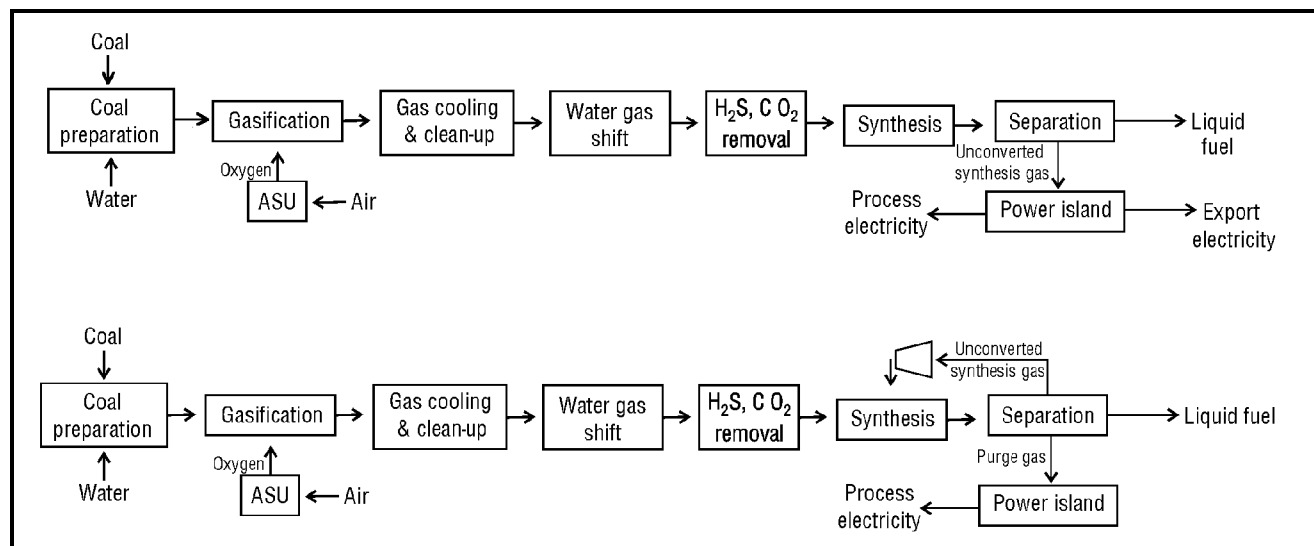 Coal
Coal
preparation
Water
Gasification
Oxygen
ASU
Air
Gas cooling
& clean-up
Water gas
shift
H₂S, C O₂
removal
Synthesis
Separation
Liquid
fuel
Unconverted
synthesis gas
Process
electricity
Power island
Export
electricity
Coal
Coal
preparation
Water
Gasification
Oxygen
ASU
Air
Gas cooling
& clean-up
Water gas
shift
H₂S, C O₂
removal
Synthesis
Unconverted
synthesis gas
Separation
Liquid fuel
Purge gas
Process
electricity
Power island